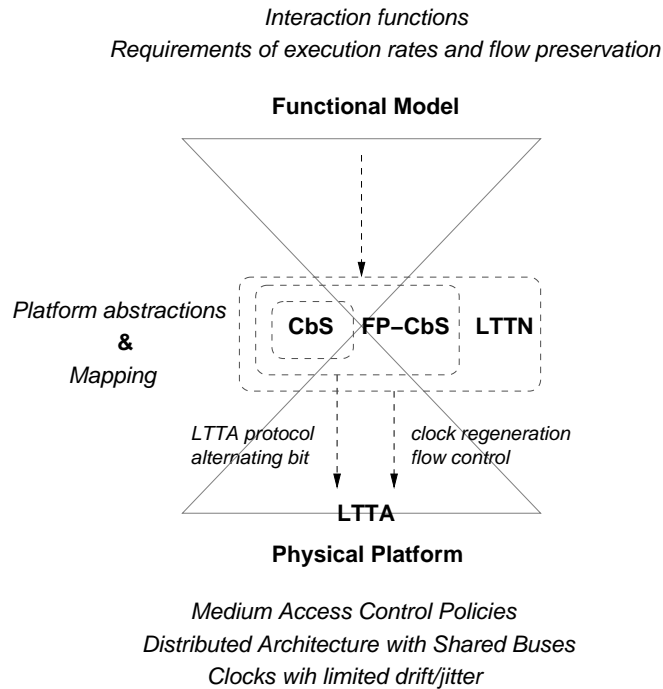 Interaction functions
Requirements of execution rates and flow preservation
Functional Model
CbS FP–CbS LTTN
Platform abstractions
&
Mapping
LTTA protocol
alternating bit
clock regeneration
flow control
LTTA
Physical Platform
Medium Access Control Policies
Distributed Architecture with Shared Buses
Clocks wih limited drift/jitter